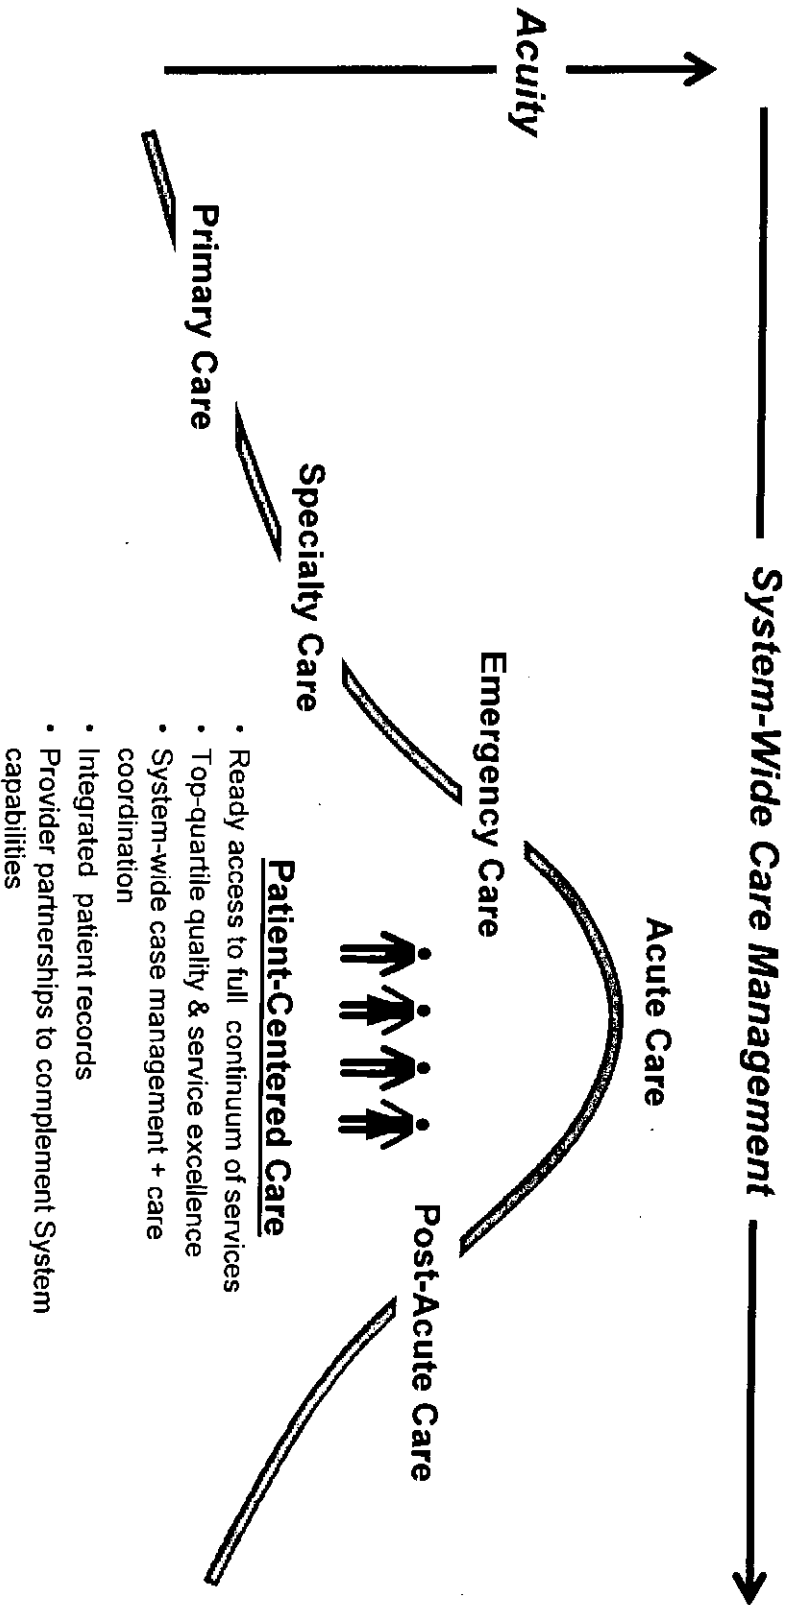 System-Wide Care Management
Acuity
Acute Care
Emergency Care
Post-Acute Care
Specialty Care
Primary Care
Patient-Centered Care
• Ready access to full continuum of services
• Top-quartile quality & service excellence
• System-wide case management + care
coordination
• Integrated patient records
• Provider partnerships to complement System
capabilities